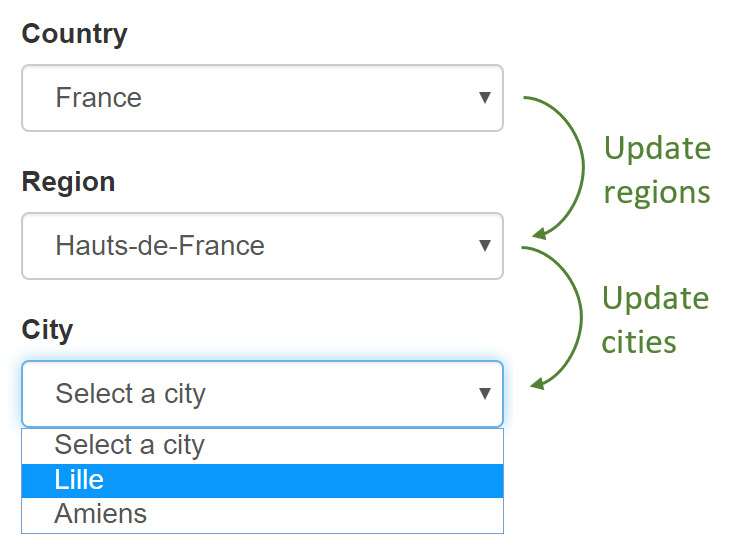 Country
France
Update
regions
Region
Hauts-de-France
Update
cities
City
Select a city
Select a city
Lille
Amiens